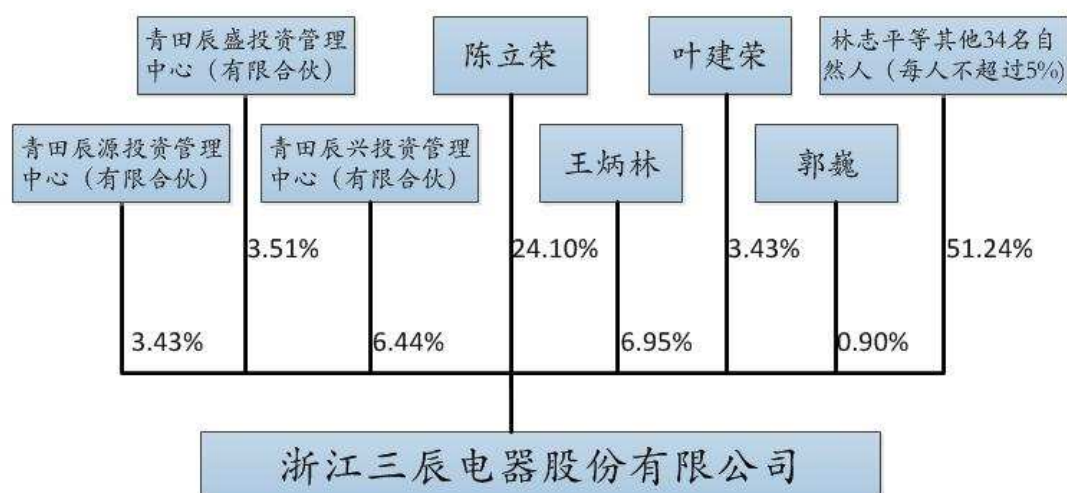 青田辰盛投资管理
中心（有限合伙）
陈立荣
叶建荣
林志平等其他34名自
然人（每人不超过5%)
青田辰源投资管理
中心（有限合伙）
青田辰兴投资管理
中心（有限合伙）
王炳林
郭巍
3.51%
24.10%
3.43%
51.24%
3.43%
6.44%
6.95%
0.90%
浙江三辰电器股份有限公司